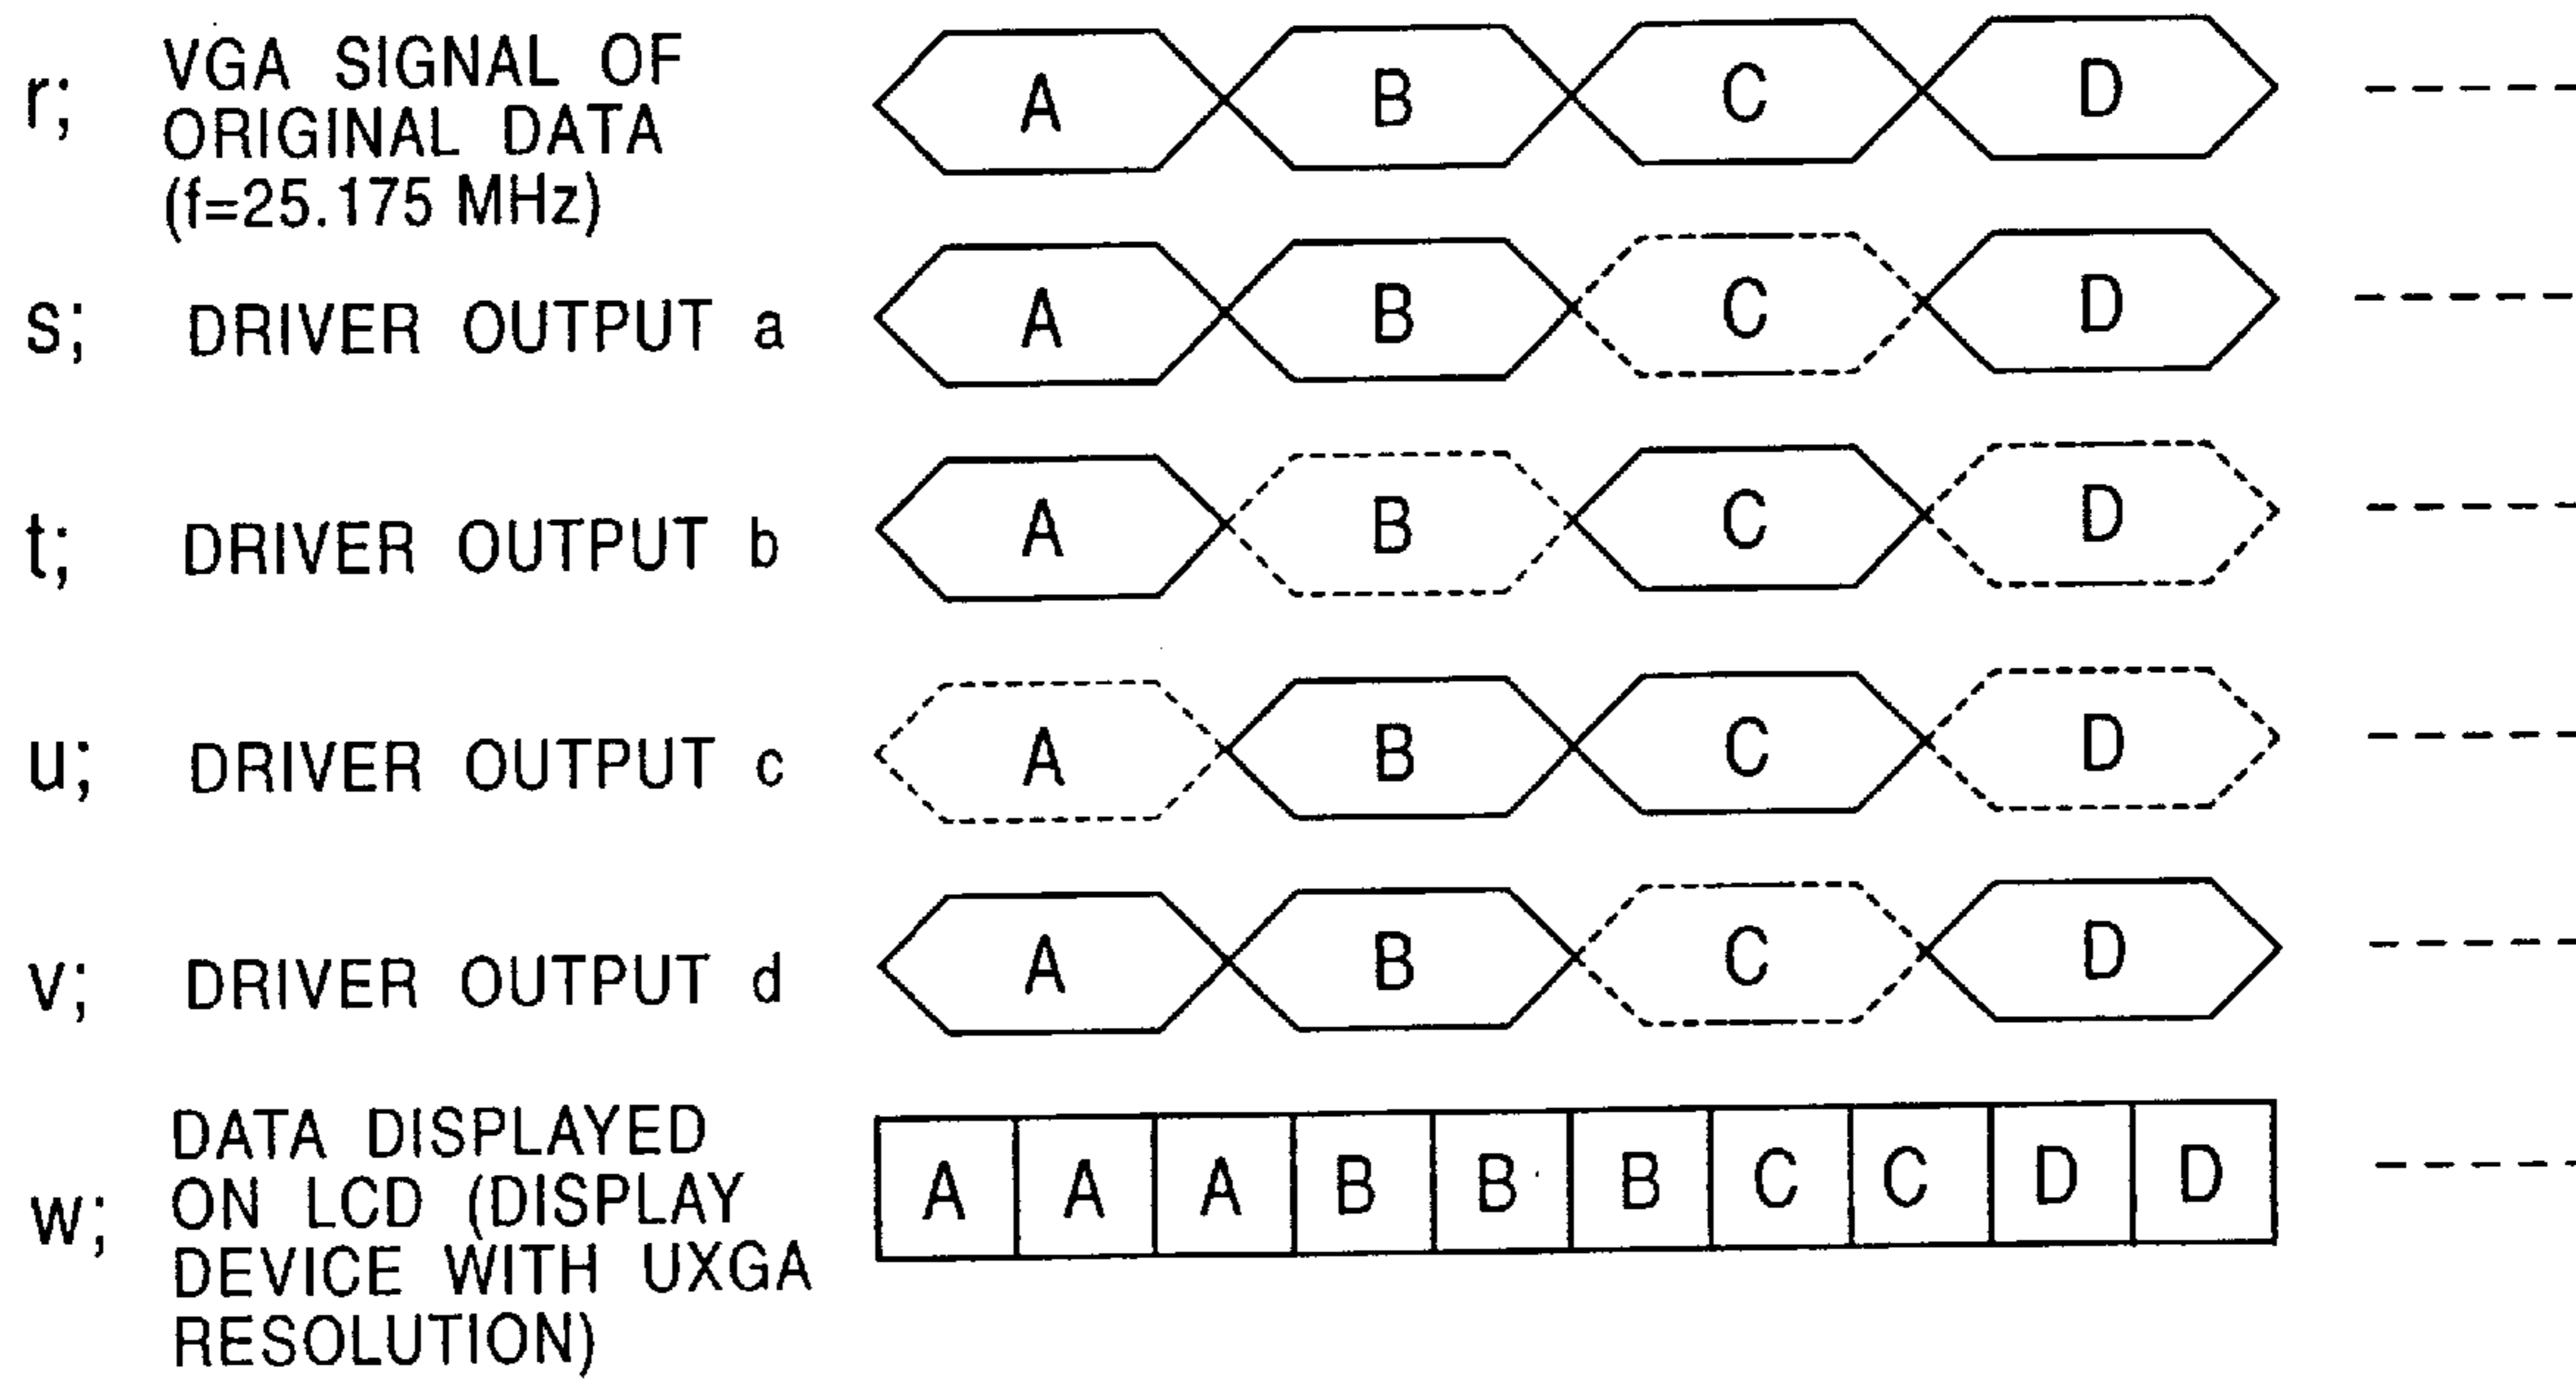 r; VGA SIGNAL OF
ORIGINAL DATA
(f=25.175 MHz)
A B C D
s; DRIVER OUTPUT a A B C D
t; DRIVER OUTPUT b A B C D
u; DRIVER OUTPUT c A B C D
v; DRIVER OUTPUT d A B C D
w; DATA DISPLAYED
ON LCD (DISPLAY
DEVICE WITH UXGA
RESOLUTION)
A A A B B B C C D D